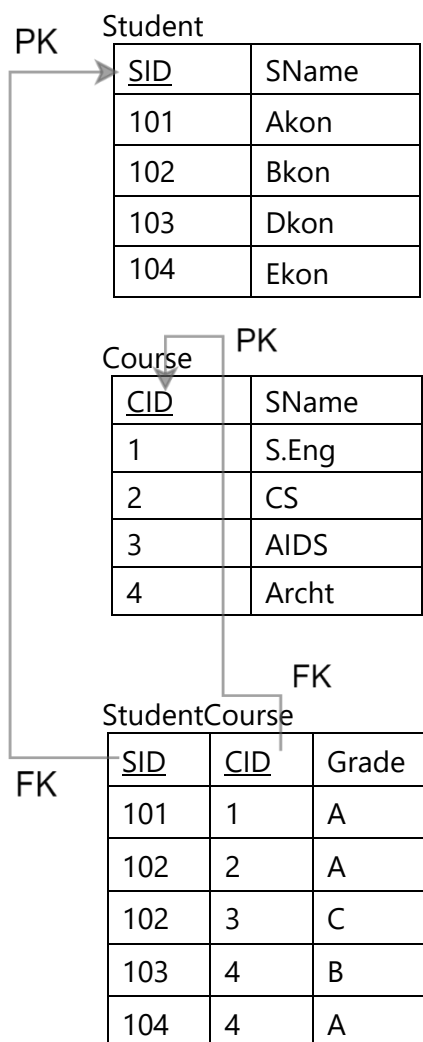 Student
PK
SID SName
101 Akon
102 Bkon
103 Dkon
104 Ekon
PK
Course
CID SName
1 S.Eng
2 CS
3 AIDS
4 Archt
FK
StudentCourse
FK
SID CID Grade
101 1 A
102 2 A
102 3 C
103 4 B
104 4 A